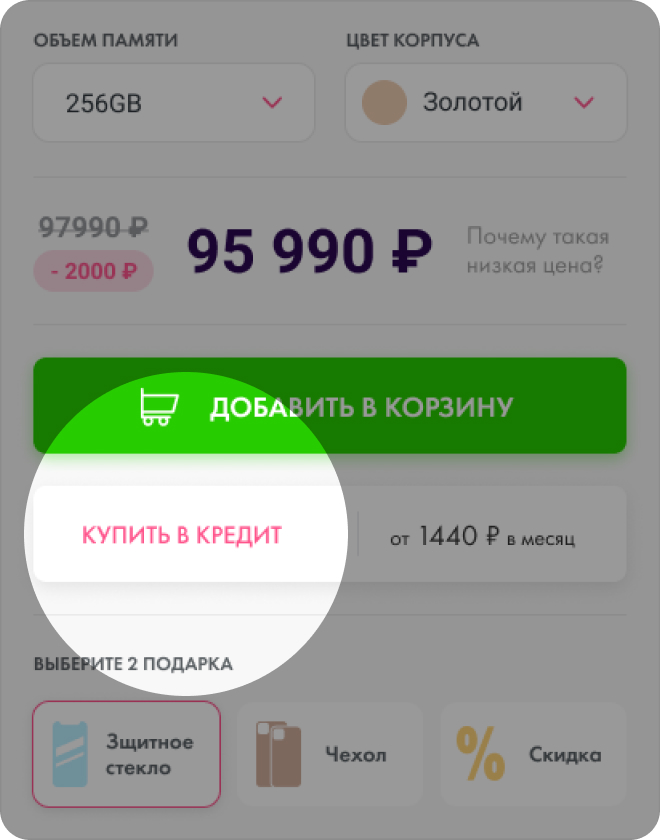 ОБЪЕМ ПАМЯТИ
ЦВЕТ КОРПУСА
256GB
Золотой
97990 ₽
- 2000 ₽
95 990 ₽
Почему такая
низкая цена?
ДОБАВИТЬ В КОРЗИНУ
КУПИТЬ В КРЕДИТ
от 1440 ₽ в месяц
ВЫБЕРИТЕ 2 ПОДАРКА
Зщитное
стекло
Чехол
Скидка